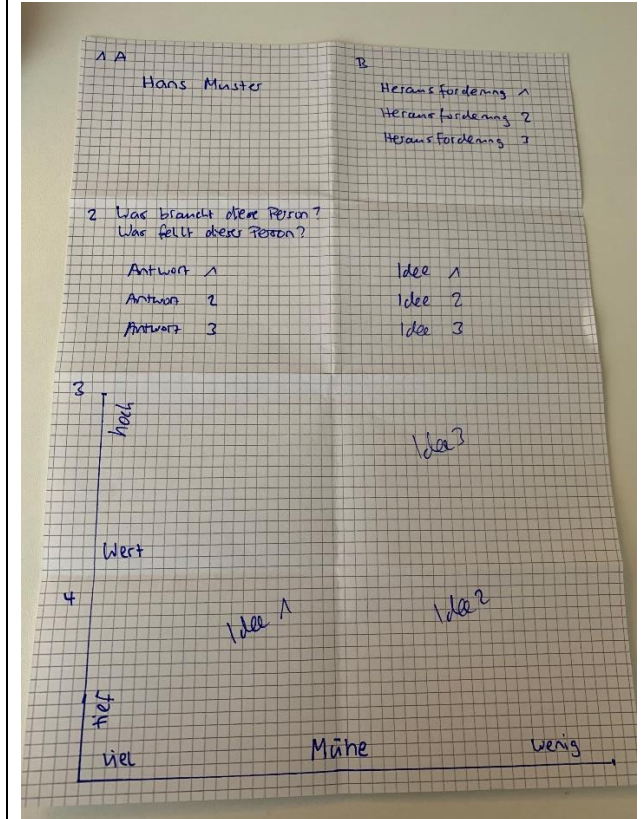 1 A
B
Hans Muster
Herausforderung 1
Herausforderung 2
Herausforderung 3
2 Was braucht diese Person?
Was fehlt dieser Person?
Antwort 1
Antwort 2
Antwort 3
Idee 1
Idee 2
Idee 3
3
hoch
Idee 3
Wert
4
Idee 1
Idee 2
tief
viel
Mühe
wenig